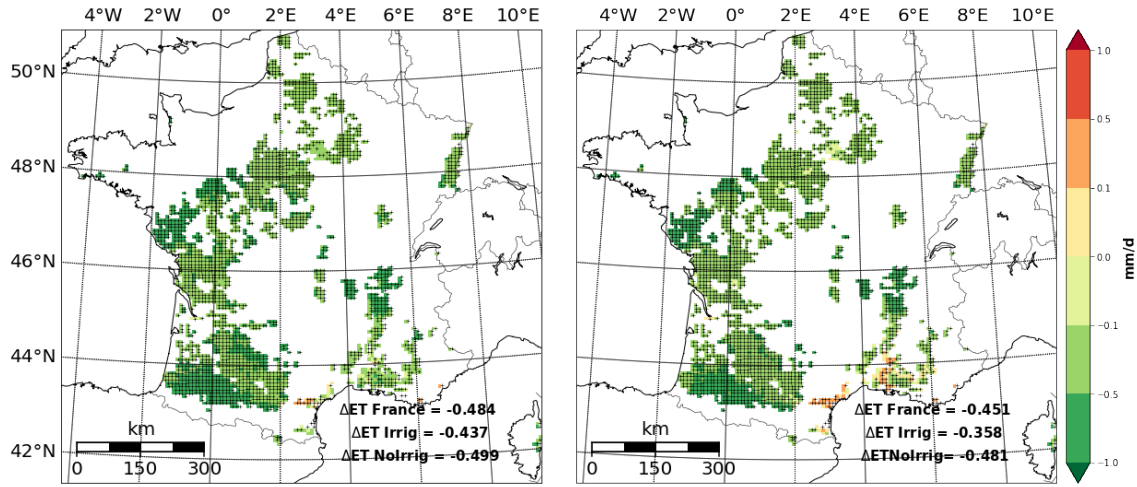 4°W 2°W 0° 2°E 4°E 6°E 8°E 10°E
4°W 2°W 0° 2°E 4°E 6°E 8°E 10°E
50°N
48°N
46°N
44°N
42°N
ΔET France = -0.484
ΔET Irrig = -0.437
ΔET NoIrrig = -0.499
km
0 150 300
ΔET France = -0.451
ΔET Irrig = -0.358
ΔETNoIrrig= -0.481
km
0 150 300
1.0
0.5
0.1
0.0
−0.1
−0.5
−1.0
mm/d